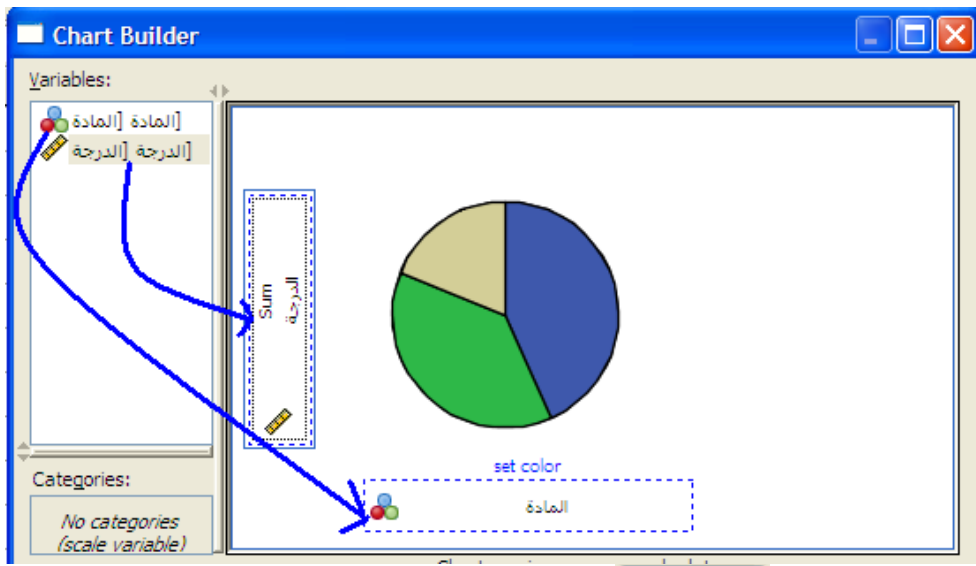 Chart Builder
Variables:
المادة [المادة]
الدرجة [الدرجة]
Sum
الدرجة
set color
المادة
Categories:
No categories
(scale variable)